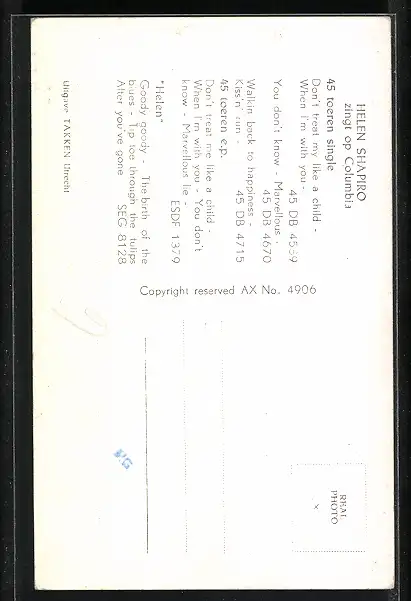 HELEN SHAPIRO
zingt op Columbia
45 toeren single
Don't treat my like a child -
When I'm with you -
45 DB 4589
You don't know - Marvellous.
45 DB 4670
Walkin back to happiness -
Kiss'n' run 45 DB 4715
45 toeren e.p.
Don't treat me like a child.
When I'm with you - You don't
know - Marvellous lie -
ESDF 1379
"Helen"
Goody goody - The birth of the
blues - Tip toe through the tulips
After you've gone SEG 8128
Uitgave TAKKEN Utrecht
Copyright reserved AX No. 4906
REAL
PHOTO